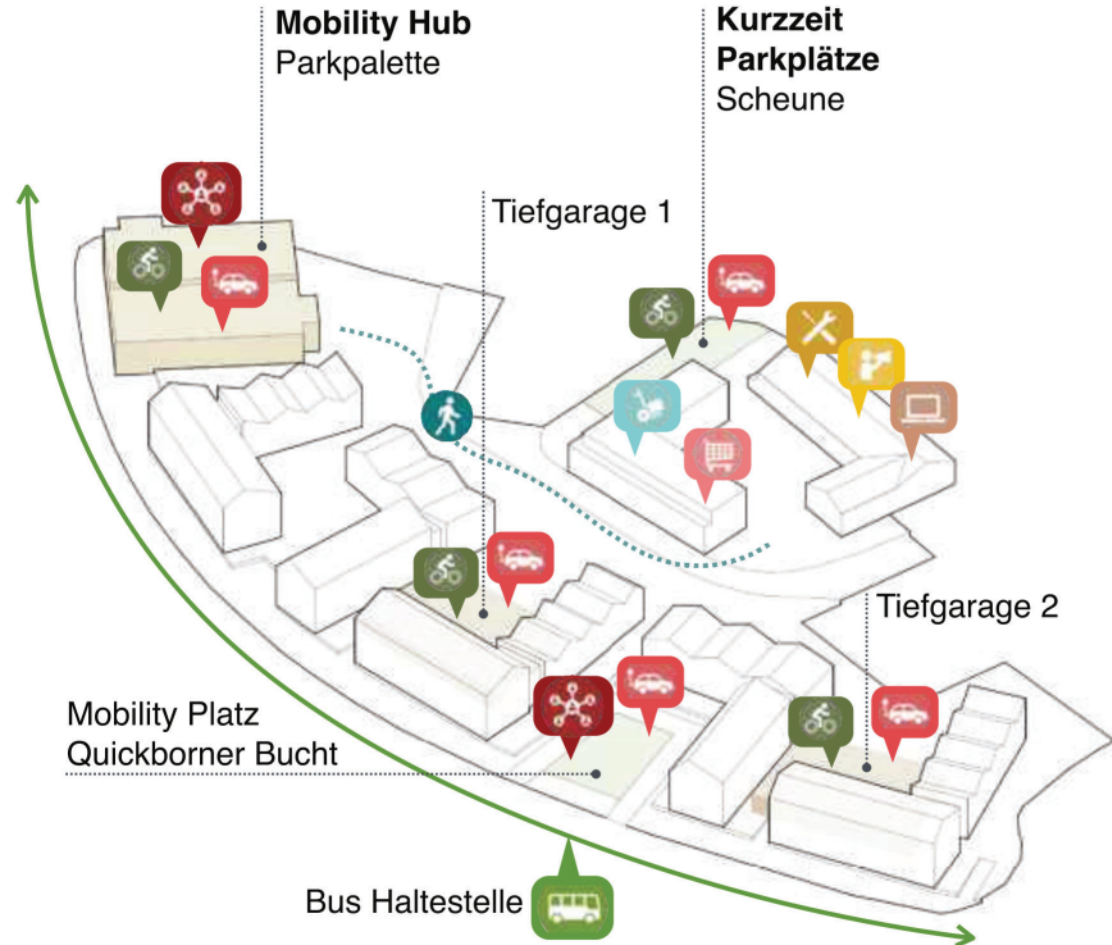 Mobility Hub
Parkpalette
Kurzzeit
Parkplätze
Scheune
Tiefgarage 1
Tiefgarage 2
Mobility Platz
Quickborner Bucht
Bus Haltestelle